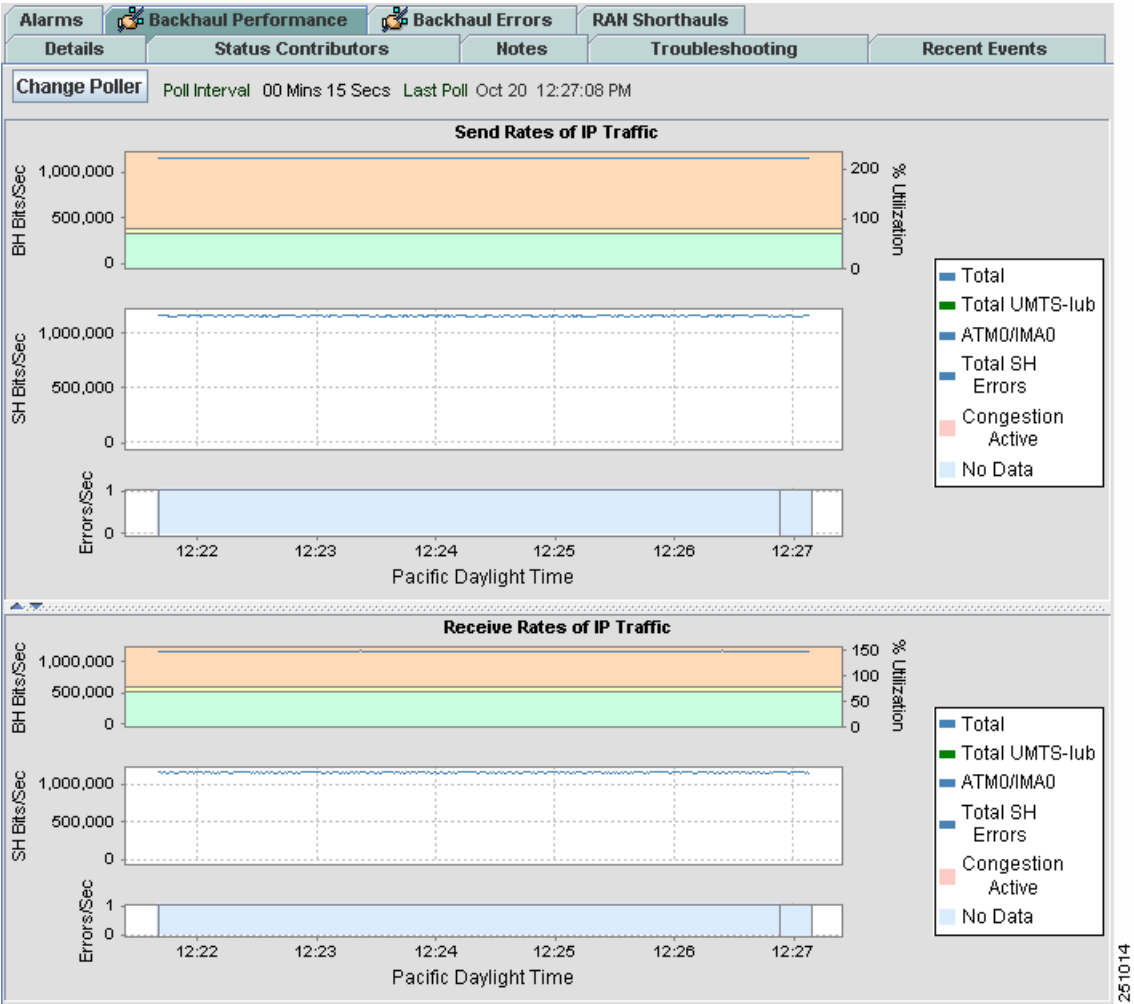 Alarms
Backhaul Performance
Backhaul Errors
RAN Shorthauls
Details
Status Contributors
Notes
Troubleshooting
Recent Events
Change Poller
Poll Interval 00 Mins 15 Secs Last Poll Oct 20 12:27:08 PM
Send Rates of IP Traffic
BH Bits/Sec
1,000,000
500,000
0
200
100
0
% Utilization
SH Bits/Sec
1,000,000
500,000
0
Errors/Sec
1
0
12:22 12:23 12:24 12:25 12:26 12:27
Pacific Daylight Time
Total
Total UMTS-Iub
ATM0/IMA0
Total SH
Errors
Congestion
Active
No Data
Receive Rates of IP Traffic
BH Bits/Sec
1,000,000
500,000
0
150
100
50
0
% Utilization
SH Bits/Sec
1,000,000
500,000
0
Errors/Sec
1
0
12:22 12:23 12:24 12:25 12:26 12:27
Pacific Daylight Time
Total
Total UMTS-Iub
ATM0/IMA0
Total SH
Errors
Congestion
Active
No Data
251014